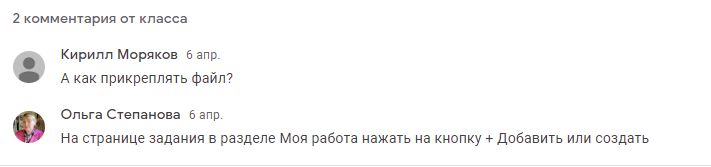 2 комментария от класса
Кирилл Моряков 6 апр.
А как прикреплять файл?
Ольга Степанова 6 апр.
На странице задания в разделе Моя работа нажать на кнопку + Добавить или создать